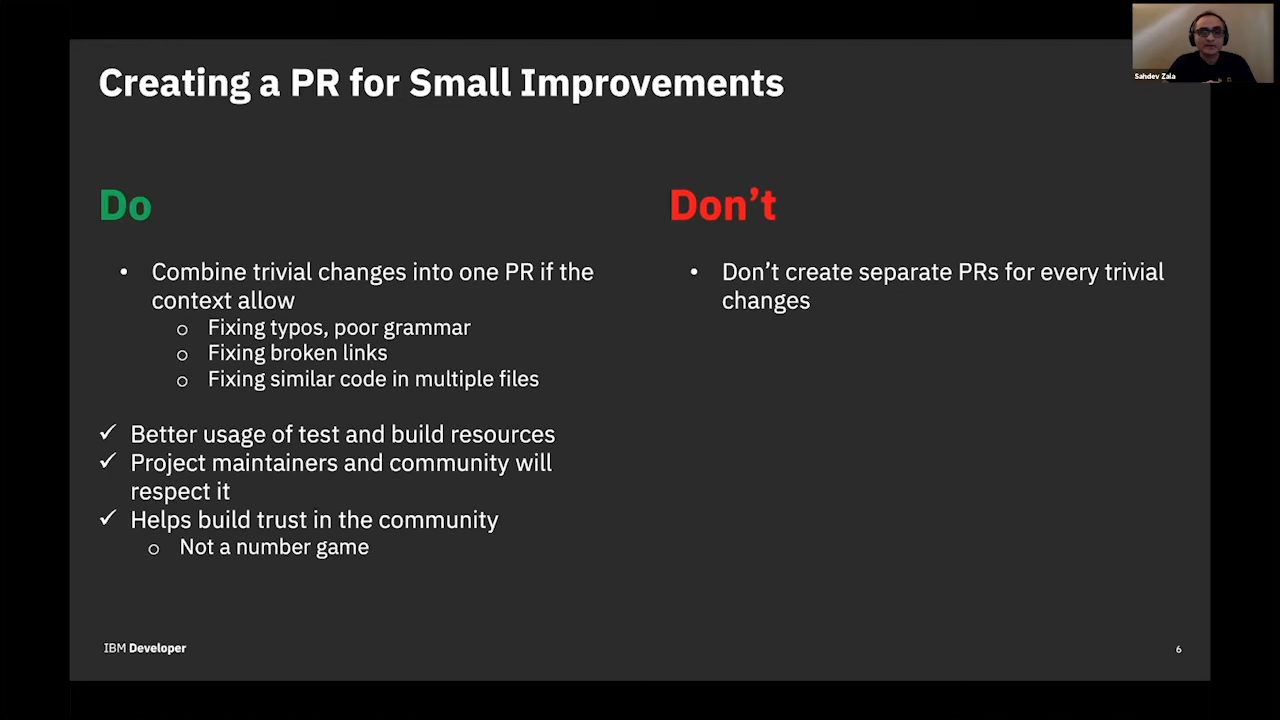 Creating a PR for Small Improvements
Sahdev Zala
Do
• Combine trivial changes into one PR if the
context allow
o Fixing typos, poor grammar
o Fixing broken links
o Fixing similar code in multiple files
✓ Better usage of test and build resources
✓ Project maintainers and community will
respect it
✓ Helps build trust in the community
o Not a number game
Don’t
• Don’t create separate PRs for every trivial
changes
IBM Developer
6